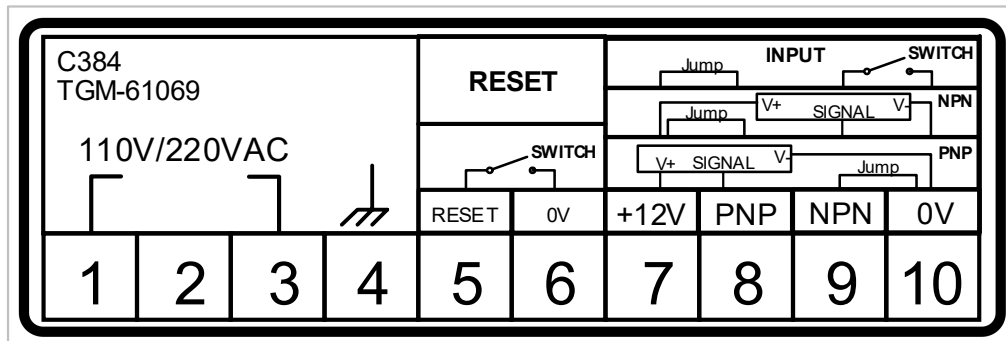 C384
TGM-61069
110V/220VAC
RESET
SWITCH
RESET 0V
INPUT
Jump SWITCH
V+ SIGNAL V- NPN
Jump
V+ SIGNAL V- PNP
Jump
+12V PNP NPN 0V
1 2 3 4 5 6 7 8 9 10